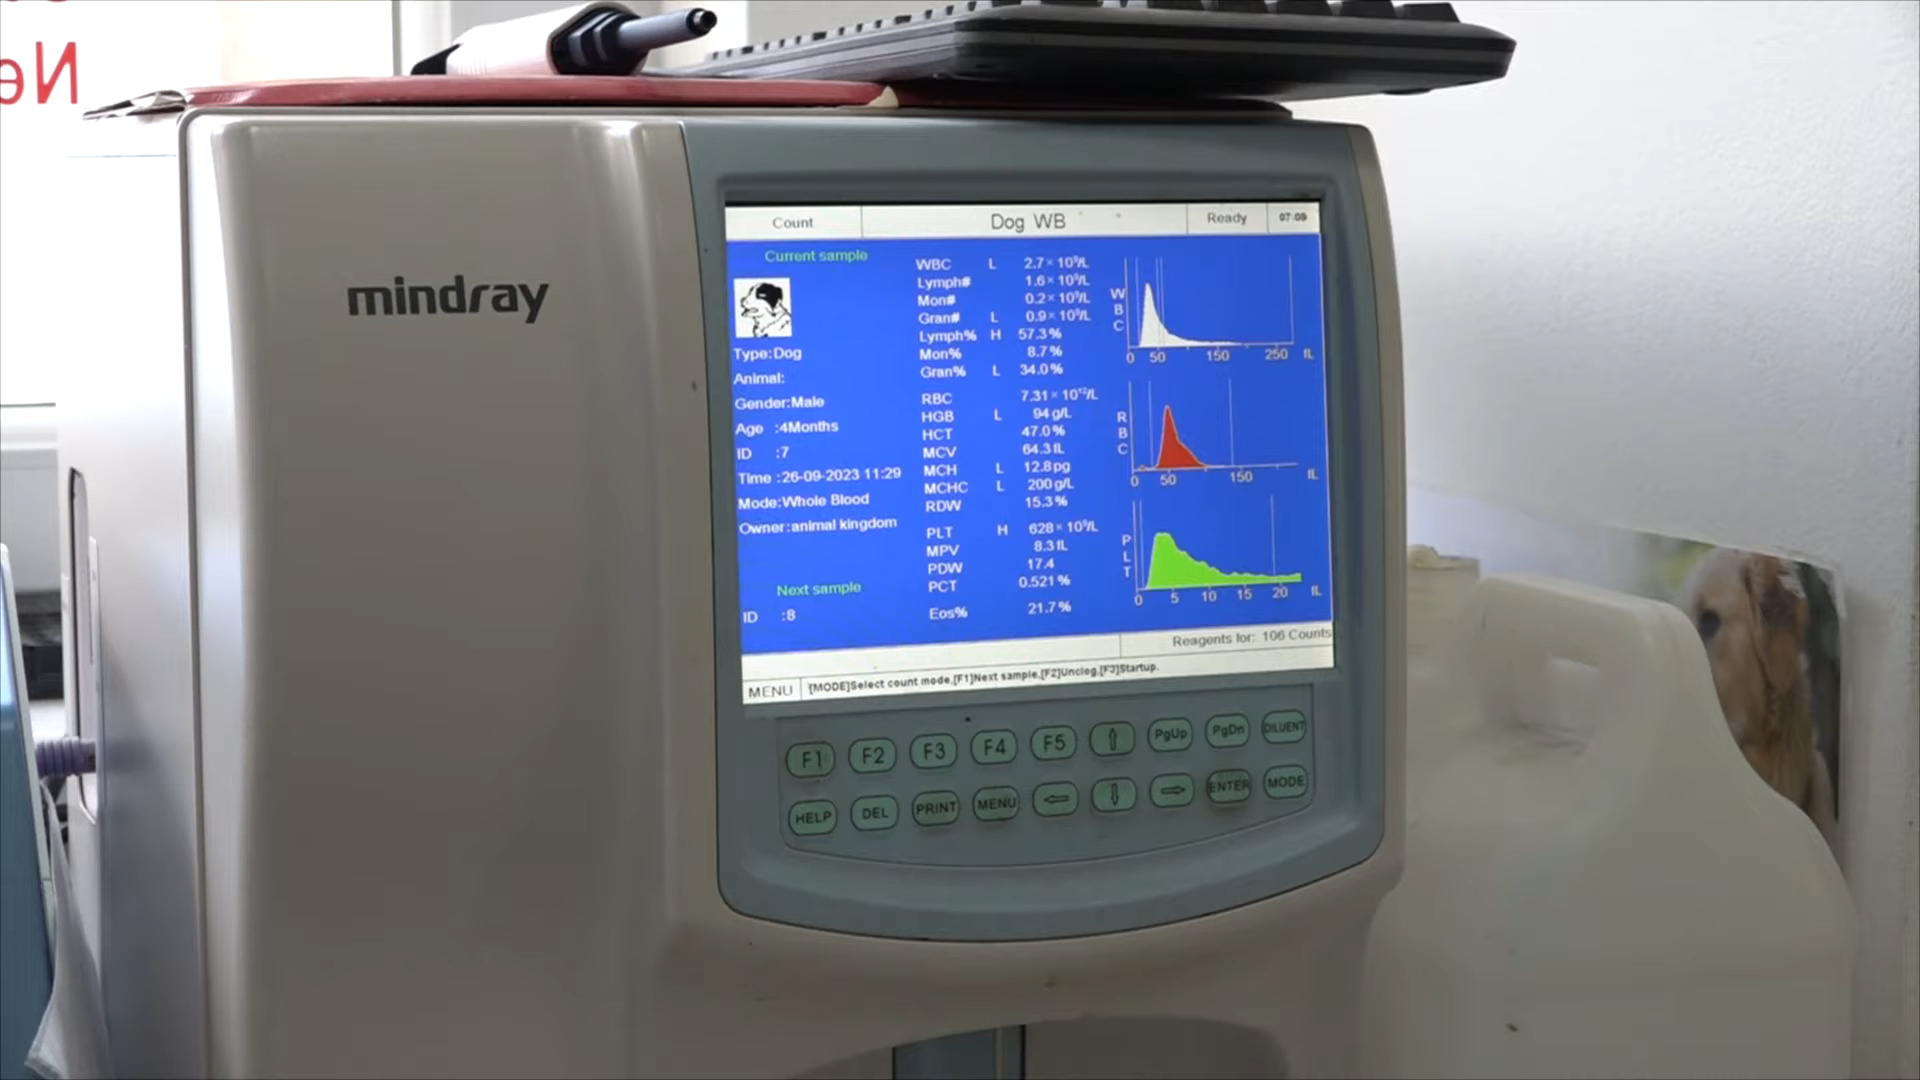 Ne
mindray
Count Dog WB Ready 07:09
Current sample
Type:Dog
Animal:
Gender:Male
Age :4Months
ID :7
Time :26-09-2023 11:29
Mode:Whole Blood
Owner:animal kingdom
Next sample
ID :8
WBC L 2.7 × 10⁹/L
Lymph# 1.6 × 10⁹/L
Mon# 0.2 × 10⁹/L
Gran# L 0.9 × 10⁹/L
Lymph% H 57.3 %
Mon% 8.7 %
Gran% L 34.0 %
RBC 7.31 × 10¹²/L
HGB L 94 g/L
HCT 47.0 %
MCV 64.3 fL
MCH L 12.8 pg
MCHC L 200 g/L
RDW 15.3 %
PLT H 628 × 10⁹/L
MPV 8.3 fL
PDW 17.4
PCT 0.521 %
Eos% 21.7 %
WBC
0 50 150 250 fL
RBC
0 50 150 fL
PLT
0 5 10 15 20 fL
Reagents for: 106 Counts
MENU [MODE]Select count mode,[F1]Next sample,[F2]Unclog,[F3]Startup.
F1 F2 F3 F4 F5 PgUp PgDn DILUENT
HELP DEL PRINT MENU ENTER MODE